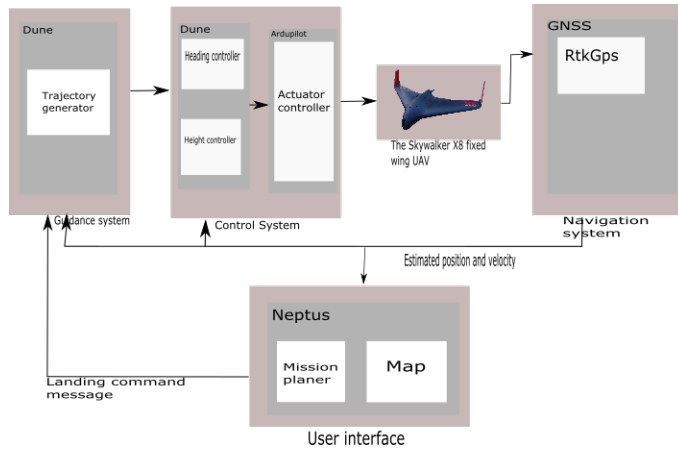 Dune
Trajectory
generator
Guidance system
Dune
Heading controller
Height controller
Ardupilot
Actuator
controller
Control System
The Skywalker X8 fixed
wing UAV
GNSS
RtkGps
Navigation
system
Estimated position and velocity
Neptus
Mission
planer
Map
Landing command
message
User interface